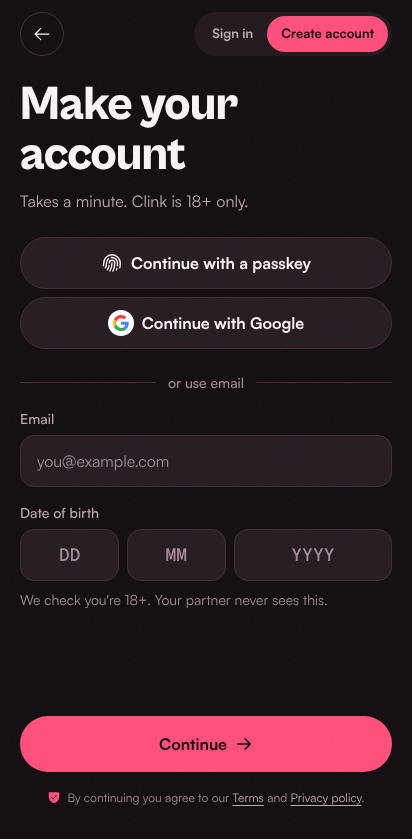 Sign in
Create account
Make your
account
Takes a minute. Clink is 18+ only.
Continue with a passkey
Continue with Google
or use email
Email
you@example.com
Date of birth
DD
MM
YYYY
We check you're 18+. Your partner never sees this.
Continue →
By continuing you agree to our Terms and Privacy policy.